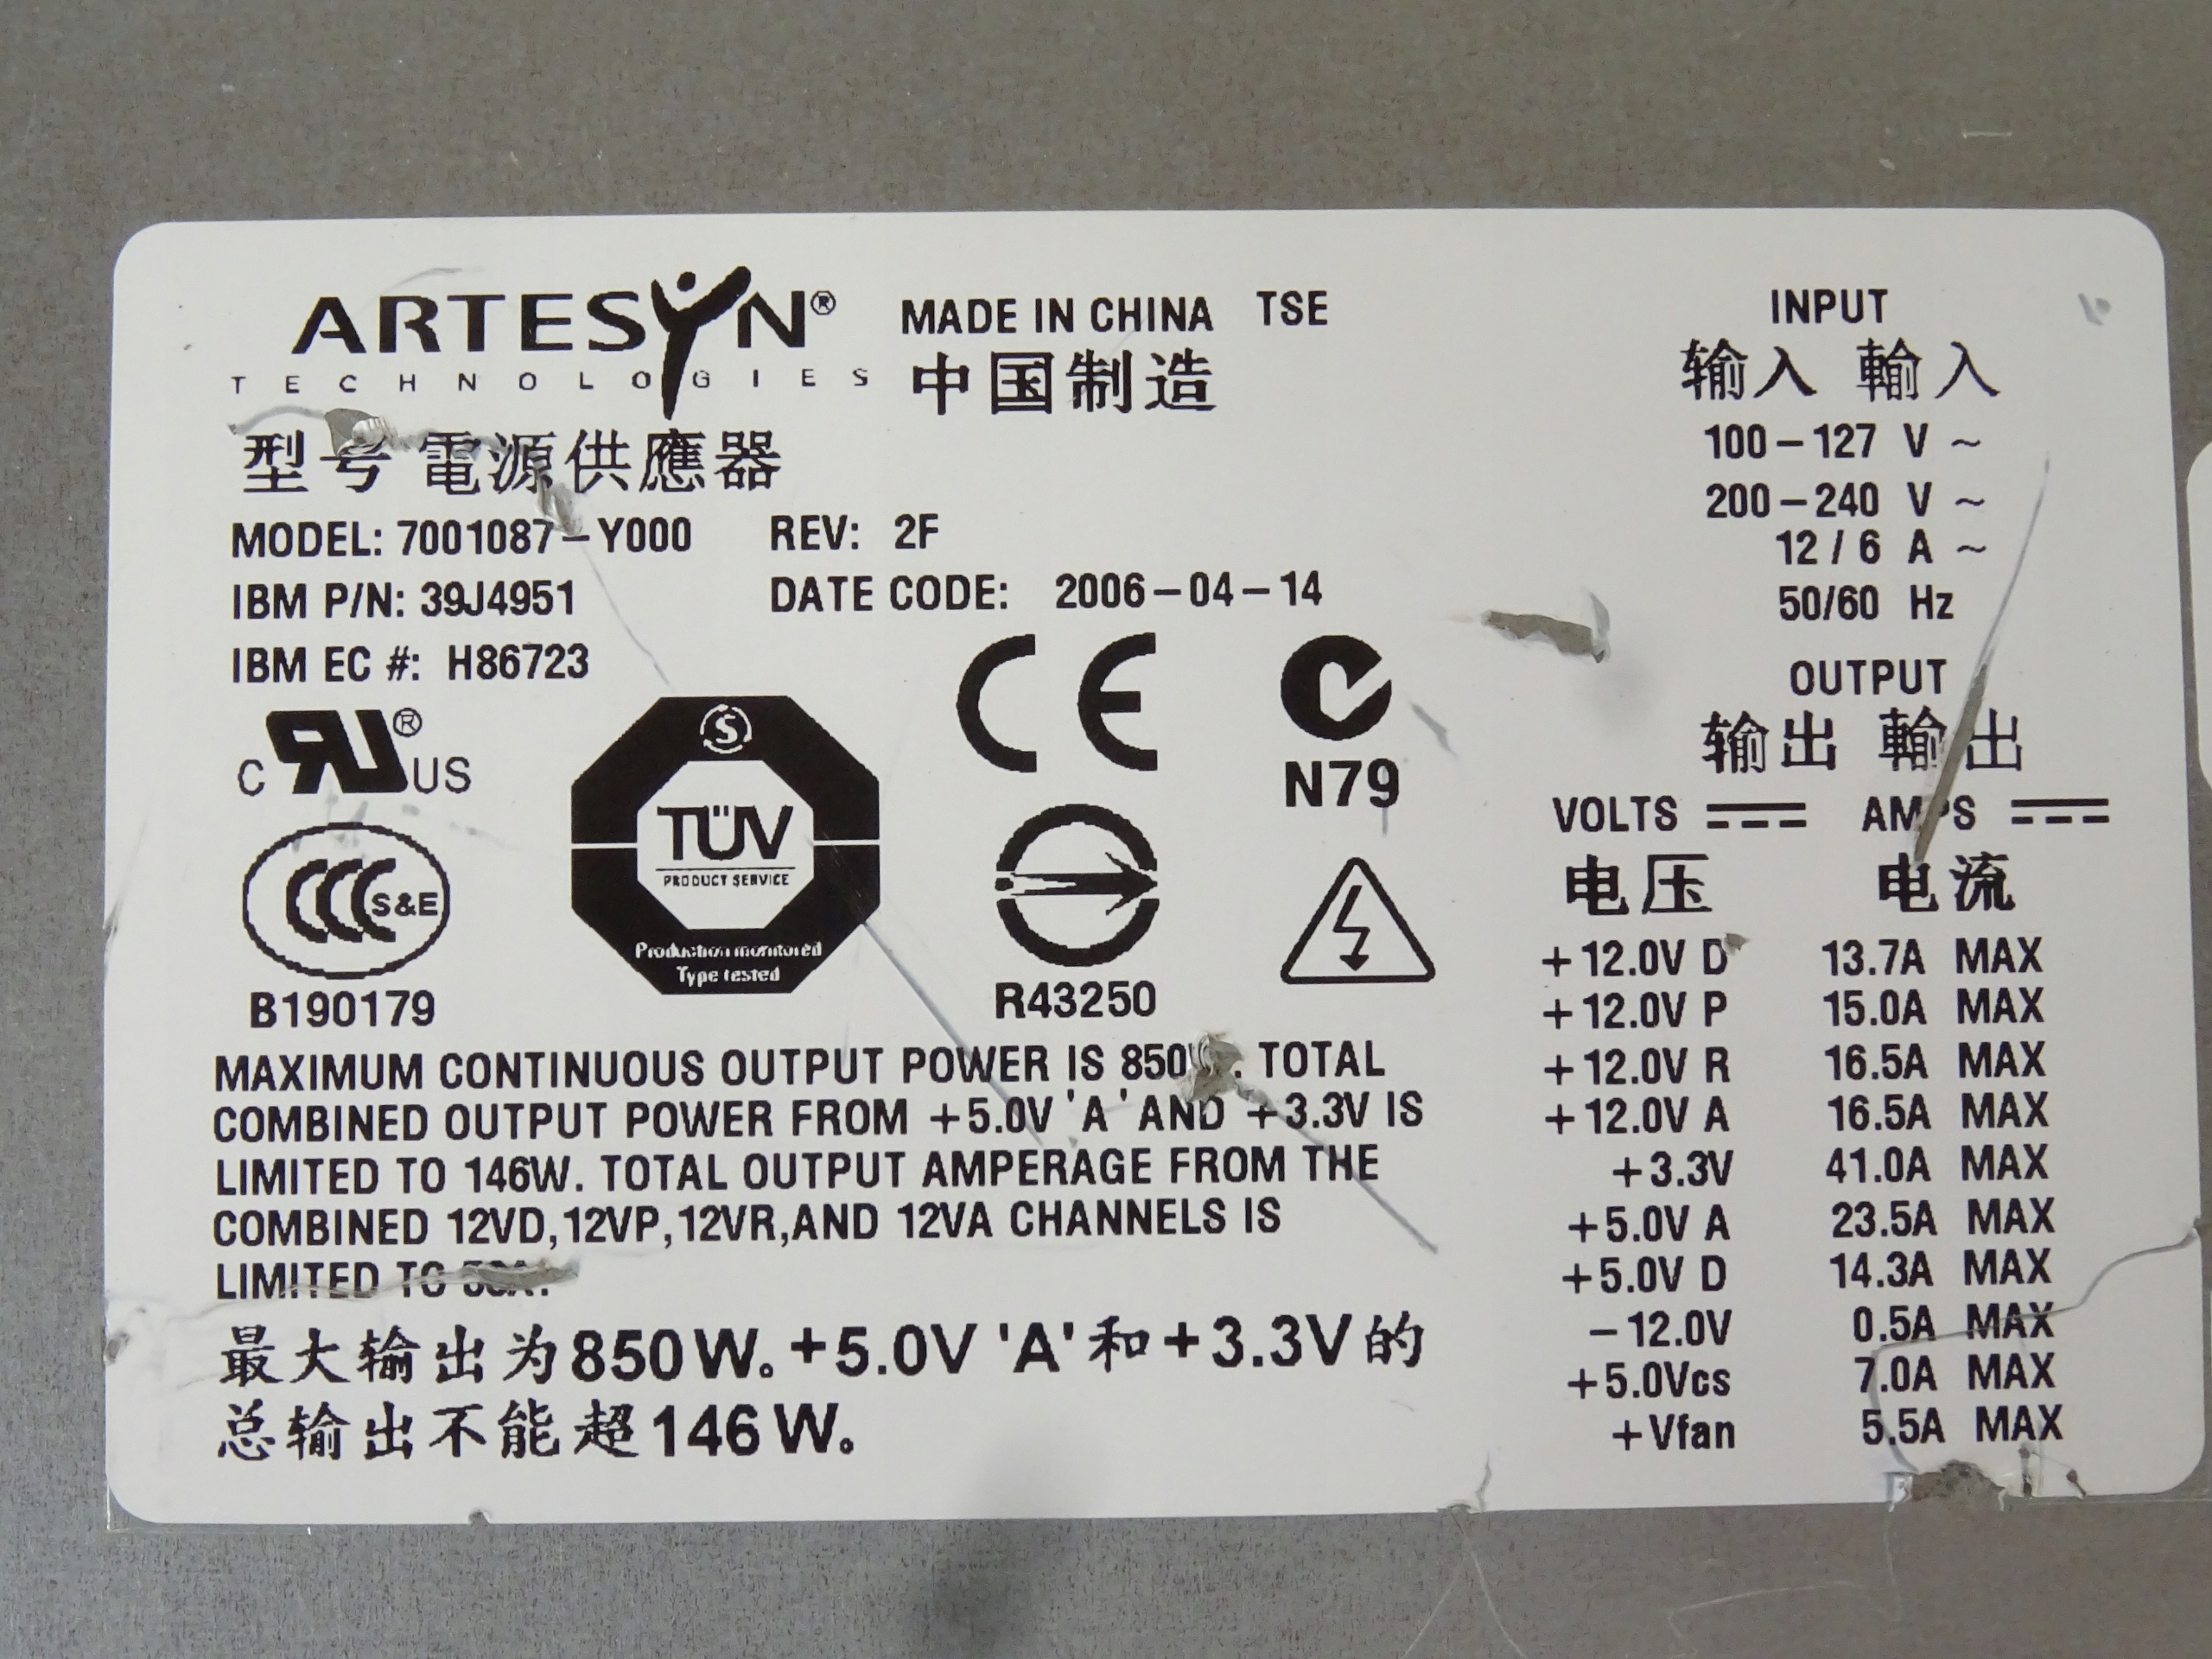 ARTESYN® MADE IN CHINA TSE
TECHNOLOGIES 中国制造
型号 電源供應器
MODEL: 7001087-Y000 REV: 2F
IBM P/N: 39J4951 DATE CODE: 2006-04-14
IBM EC #: H86723
C RU® US
CCC S&E
B190179
S
TÜV
PRODUCT SERVICE
Production monitored
Type tested
CE
N79
R43250
MAXIMUM CONTINUOUS OUTPUT POWER IS 850 . TOTAL
COMBINED OUTPUT POWER FROM +5.0V 'A' AND +3.3V IS
LIMITED TO 146W. TOTAL OUTPUT AMPERAGE FROM THE
COMBINED 12VD,12VP,12VR,AND 12VA CHANNELS IS
LIMITED TO
最大输出为850W。+5.0V 'A'和+3.3V的
总输出不能超146W。
INPUT
输入 輸入
100-127 V ~
200-240 V ~
12/6 A ~
50/60 Hz
OUTPUT
输出 輸出
VOLTS ⎓ AMPS ⎓
电压 电流
+12.0V D 13.7A MAX
+12.0V P 15.0A MAX
+12.0V R 16.5A MAX
+12.0V A 16.5A MAX
+3.3V 41.0A MAX
+5.0V A 23.5A MAX
+5.0V D 14.3A MAX
-12.0V 0.5A MAX
+5.0Vcs 7.0A MAX
+Vfan 5.5A MAX